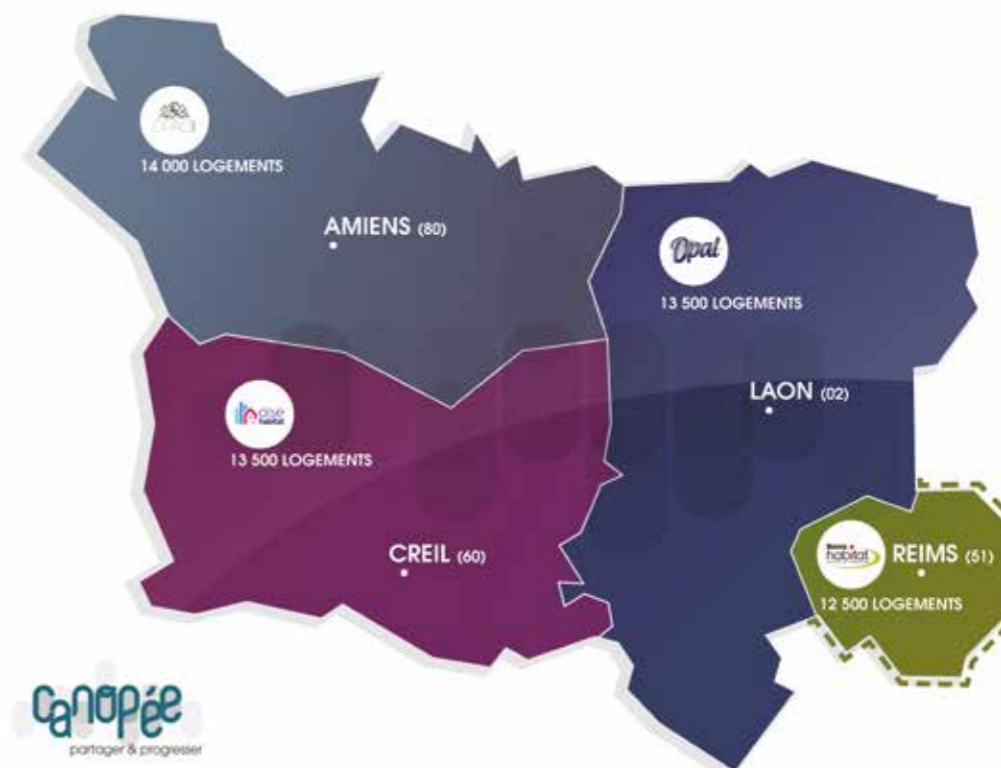 14 000 LOGEMENTS
AMIENS (80)
Opal
13 500 LOGEMENTS
LAON (02)
oise
habitat
13 500 LOGEMENTS
CREIL (60)
habitat
REIMS (51)
12 500 LOGEMENTS
canopée
partager & progresser